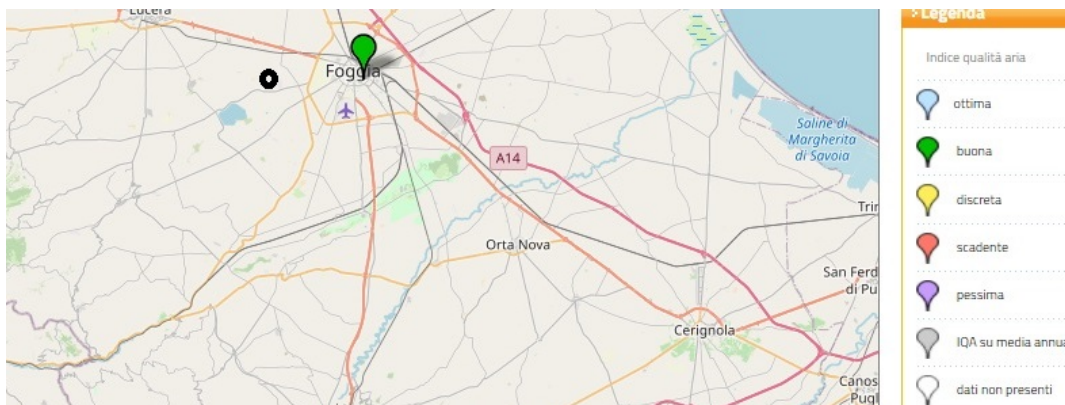 Lucera
Foggia
A14
Saline di
Margherita
di Savoia
Orta Nova
San Ferd
di Pu
Cerignola
Canos
Pugl
Legenda
Indice qualità aria
ottima
buona
discreta
scadente
pessima
IQA su media annua
dati non presenti